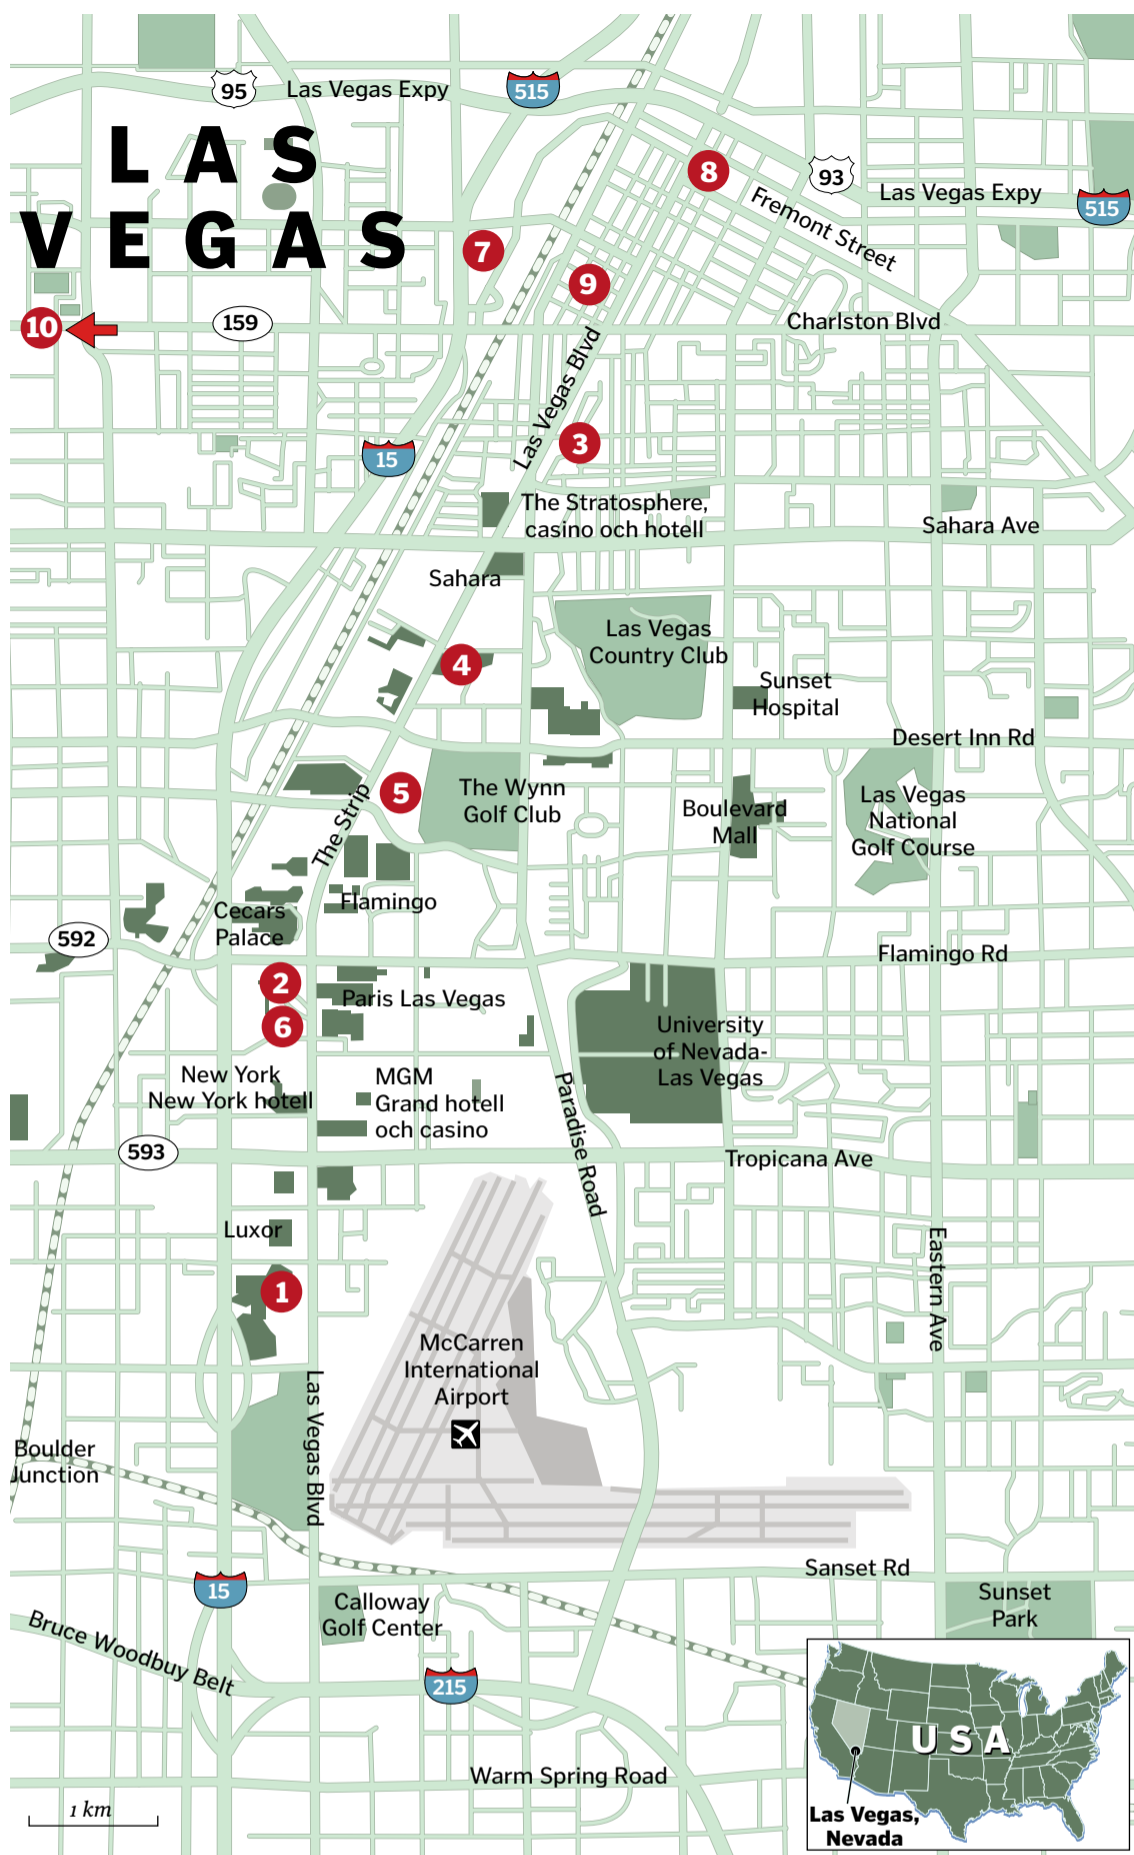 95
Las Vegas Expy
515
LAS
VEGAS
8
93
Las Vegas Expy
515
Fremont Street
7
9
10
159
Charlston Blvd
Las Vegas Blvd
3
15
The Stratosphere,
casino och hotell
Sahara Ave
Sahara
Las Vegas
Country Club
4
Sunset
Hospital
Desert Inn Rd
5
The Wynn
Golf Club
The Strip
Boulevard
Mall
Las Vegas
National
Golf Course
Flamingo
Cecars
Palace
592
Flamingo Rd
2
Paris Las Vegas
6
University
of Nevada-
Las Vegas
New York
New York hotell
MGM
Grand hotell
och casino
Paradise Road
593
Tropicana Ave
Luxor
Eastern Ave
1
McCarren
International
Airport
Las Vegas Blvd
Boulder
Junction
Sanset Rd
15
Calloway
Golf Center
Sunset
Park
Bruce Woodbuy Belt
215
USA
Warm Spring Road
1 km
Las Vegas,
Nevada